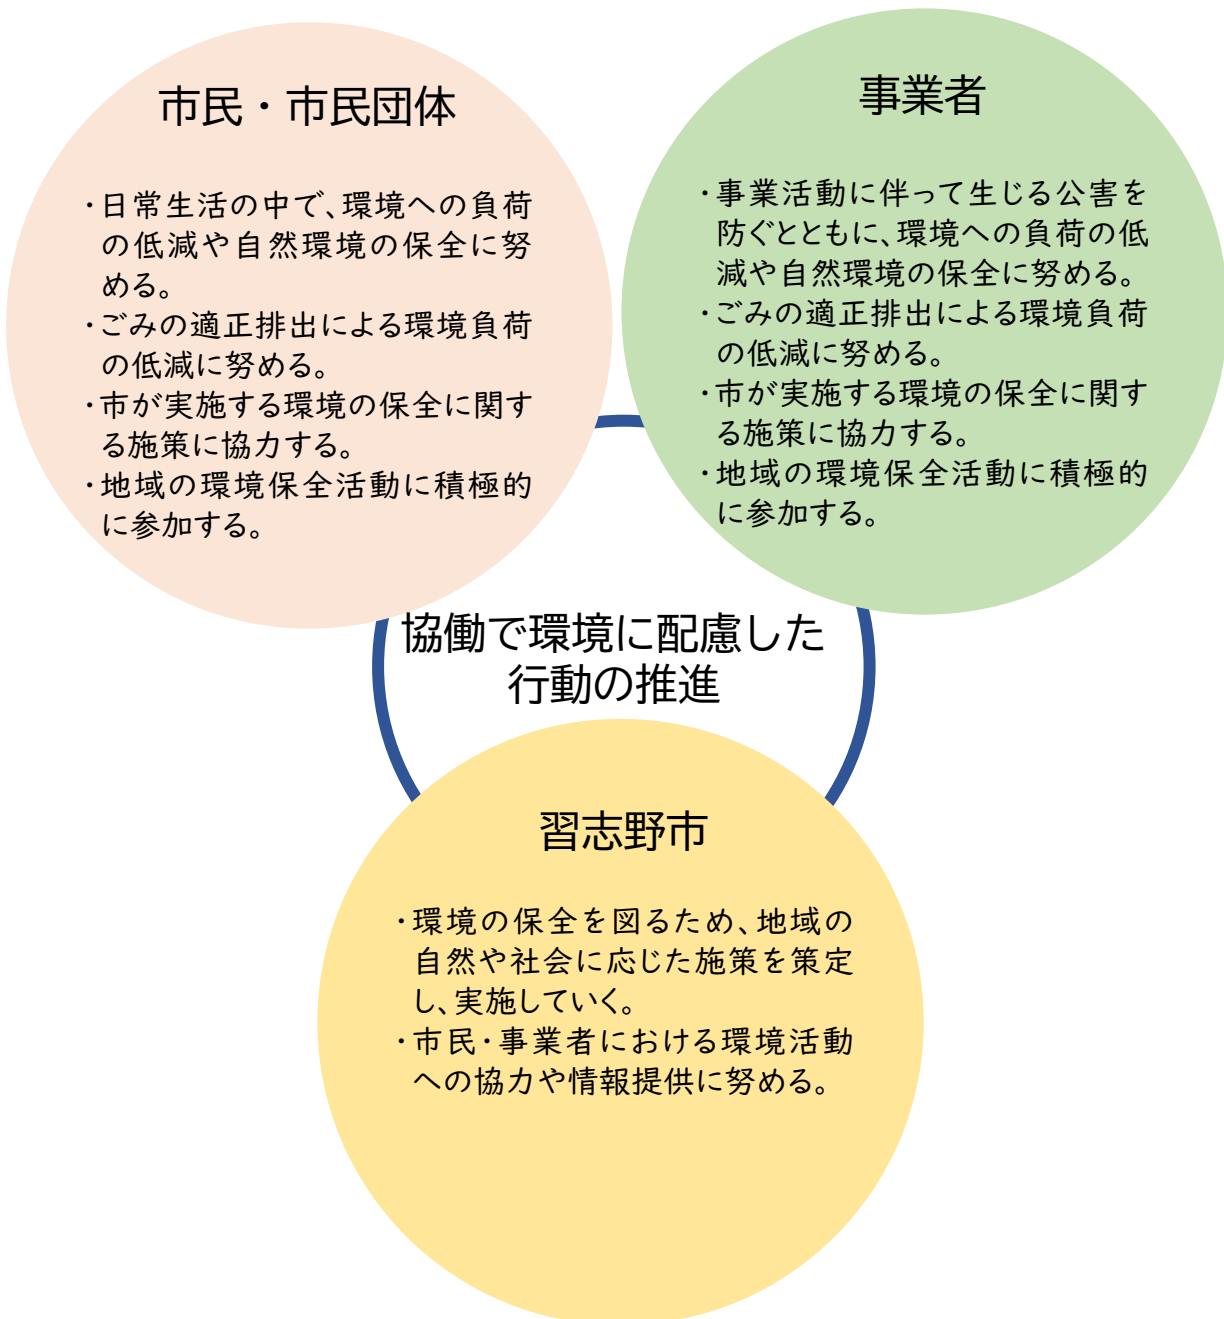 市民・市民団体
・日常生活の中で、環境への負荷
の低減や自然環境の保全に努
める。
・ごみの適正排出による環境負荷
の低減に努める。
・市が実施する環境の保全に関す
る施策に協力する。
・地域の環境保全活動に積極的
に参加する。
事業者
・事業活動に伴って生じる公害を
防ぐとともに、環境への負荷の低
減や自然環境の保全に努める。
・ごみの適正排出による環境負荷
の低減に努める。
・市が実施する環境の保全に関す
る施策に協力する。
・地域の環境保全活動に積極的
に参加する。
協働で環境に配慮した
行動の推進
習志野市
・環境の保全を図るため、地域の
自然や社会に応じた施策を策定
し、実施していく。
・市民・事業者における環境活動
への協力や情報提供に努める。